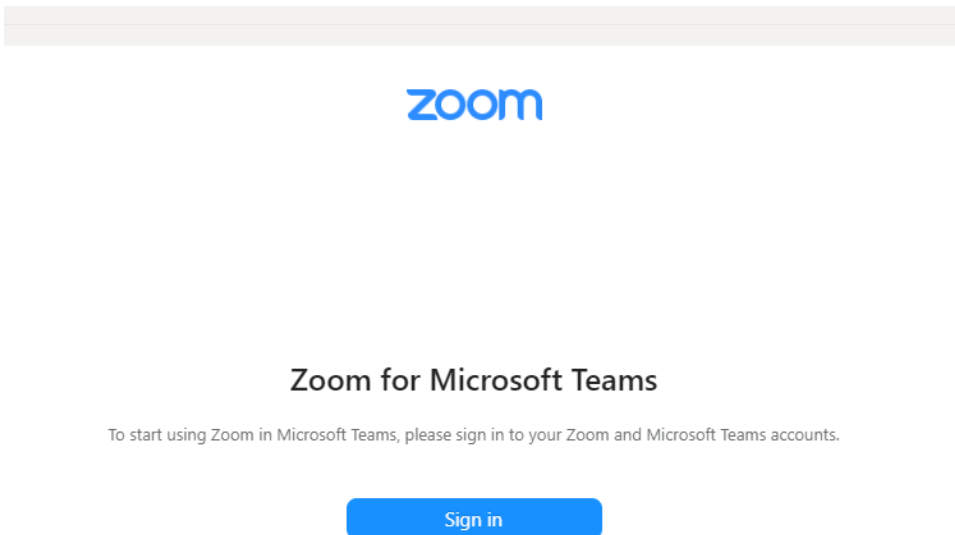 zoom
Zoom for Microsoft Teams
To start using Zoom in Microsoft Teams, please sign in to your Zoom and Microsoft Teams accounts.
Sign in